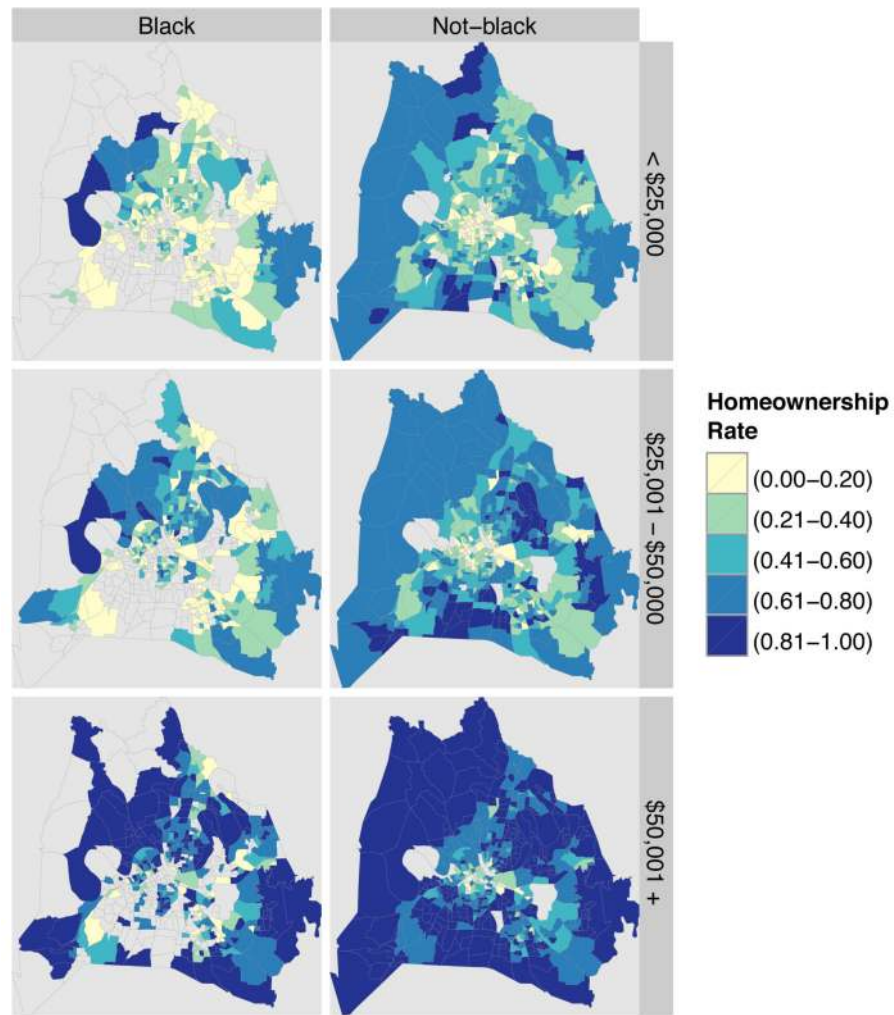 Black
Not−black
< $25,000
$25,001 − $50,000
$50,001 +
Homeownership
Rate
(0.00−0.20)
(0.21−0.40)
(0.41−0.60)
(0.61−0.80)
(0.81−1.00)